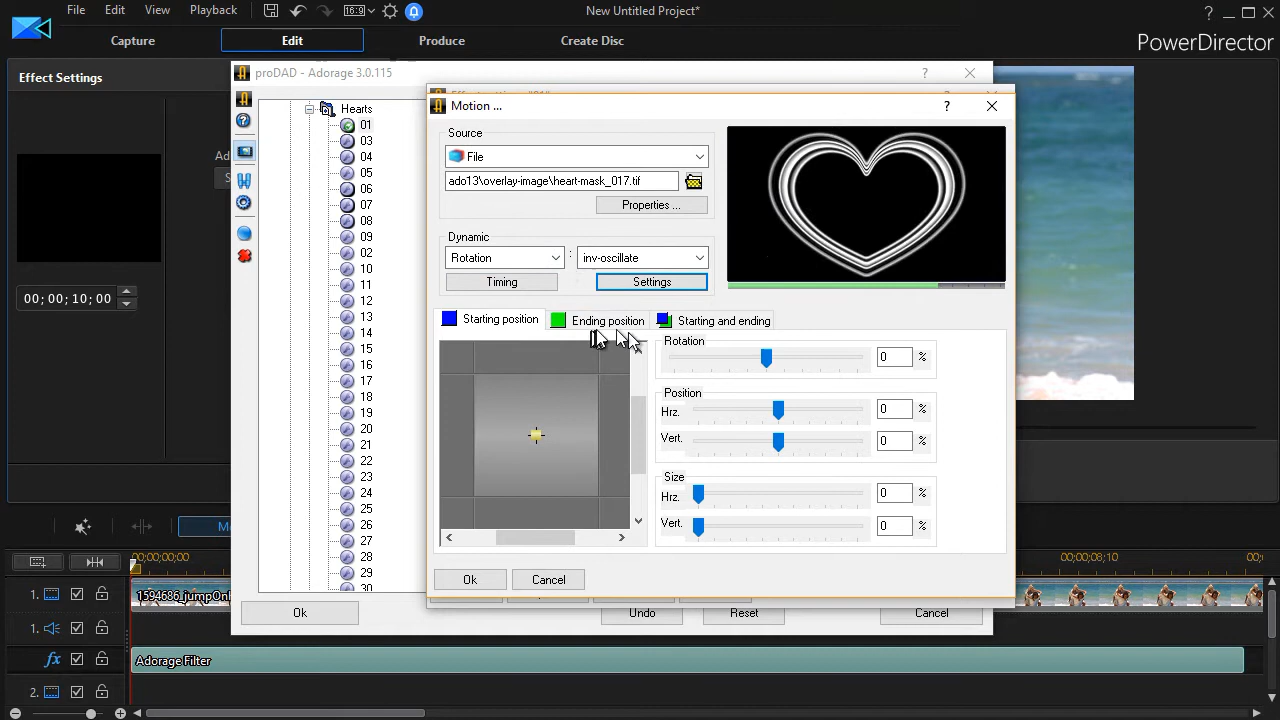 File Edit View Playback 16:9 New Untitled Project* ?
Capture Edit Produce Create Disc PowerDirector
Effect Settings
00; 00; 10; 00
proDAD - Adorage 3.0.115 ?
Hearts
01
03
04
05
06
07
08
09
02
10
11
12
13
14
15
16
17
18
19
20
21
22
23
24
25
26
27
28
29
30
Ok Undo Reset Cancel
Motion ... ?
Source
File
ado13\overlay-image\heart-mask_017.tif
Properties ...
Dynamic
Rotation : inv-oscillate
Timing Settings
Starting position Ending position Starting and ending
Rotation
0 %
Position
Hrz. 0 %
Vert. 0 %
Size
Hrz. 0 %
Vert. 0 %
Ok Cancel
00;00;00;00 00;00;08;10
1. 1594686_jumpOn
1.
fx Adorage Filter
2.